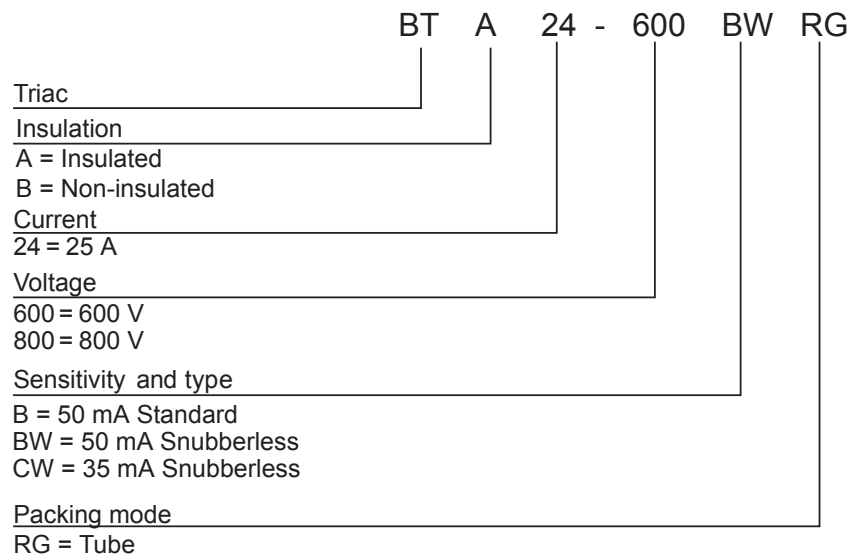 BT A 24 - 600 BW RG
Triac
Insulation
A = Insulated
B = Non-insulated
Current
24 = 25 A
Voltage
600 = 600 V
800 = 800 V
Sensitivity and type
B = 50 mA Standard
BW = 50 mA Snubberless
CW = 35 mA Snubberless
Packing mode
RG = Tube